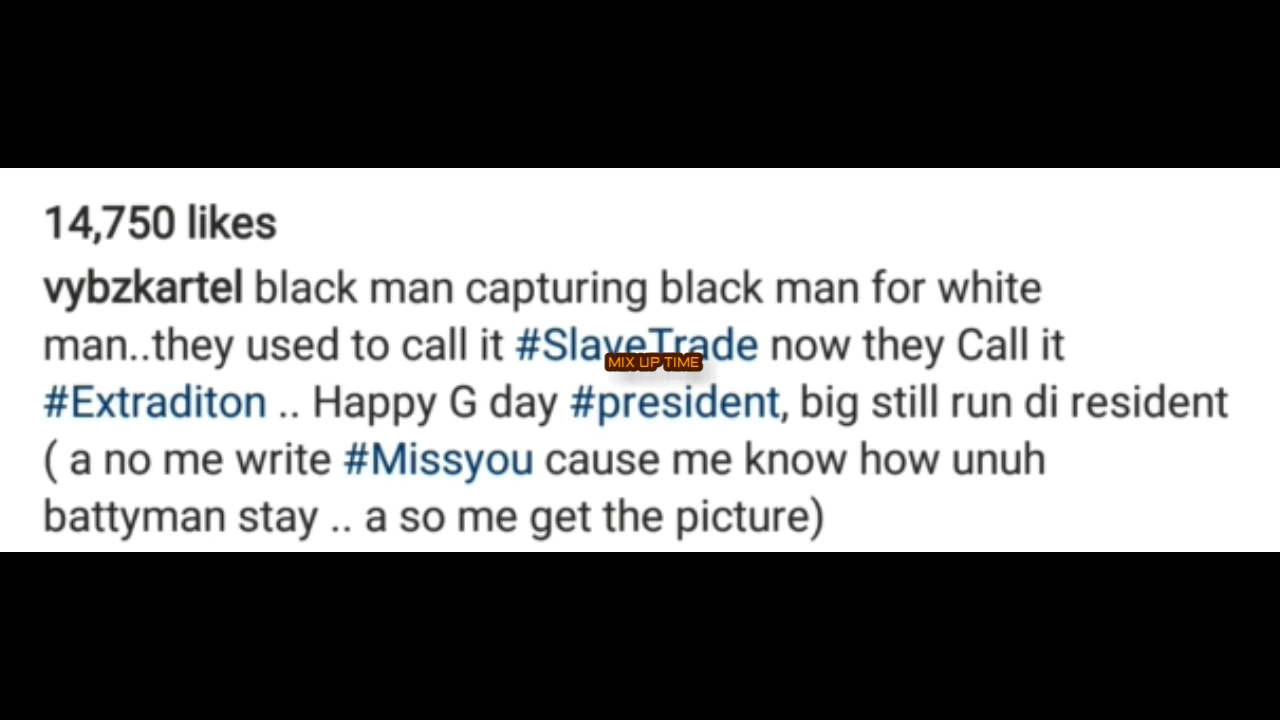 14,750 likes
vybzkartel black man capturing black man for white
man..they used to call it #SlaveTrade now they Call it
MIX UP TIME
#Extraditon .. Happy G day #president, big still run di resident
( a no me write #Missyou cause me know how unuh
battyman stay .. a so me get the picture)